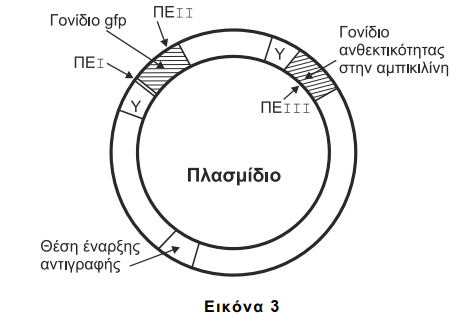 Γονίδιο gfp
ΠΕII
ΠΕI
Υ
Υ
Γονίδιο
ανθεκτικότητας
στην αμπικιλίνη
ΠΕIII
Πλασμίδιο
Θέση έναρξης
αντιγραφής
Εικόνα 3